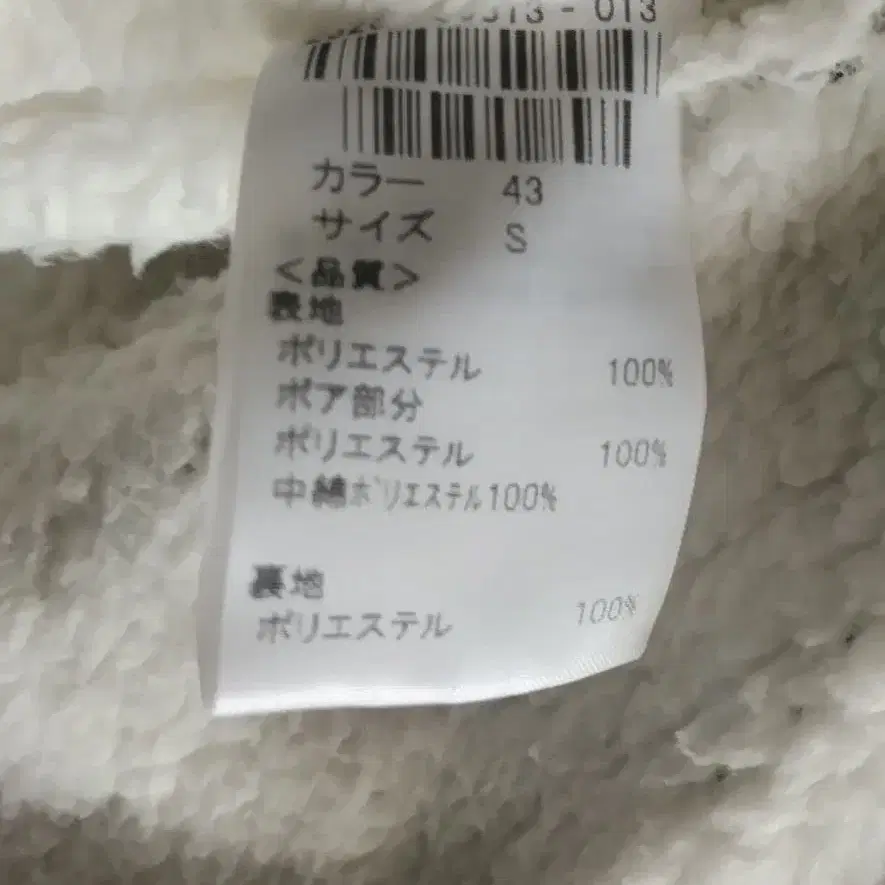 - 013
カラー 43
サイズ S
＜品質＞
表地
ポリエステル 100%
ボア部分
ポリエステル 100%
中綿ポリエステル100%
裏地
ポリエステル 100%